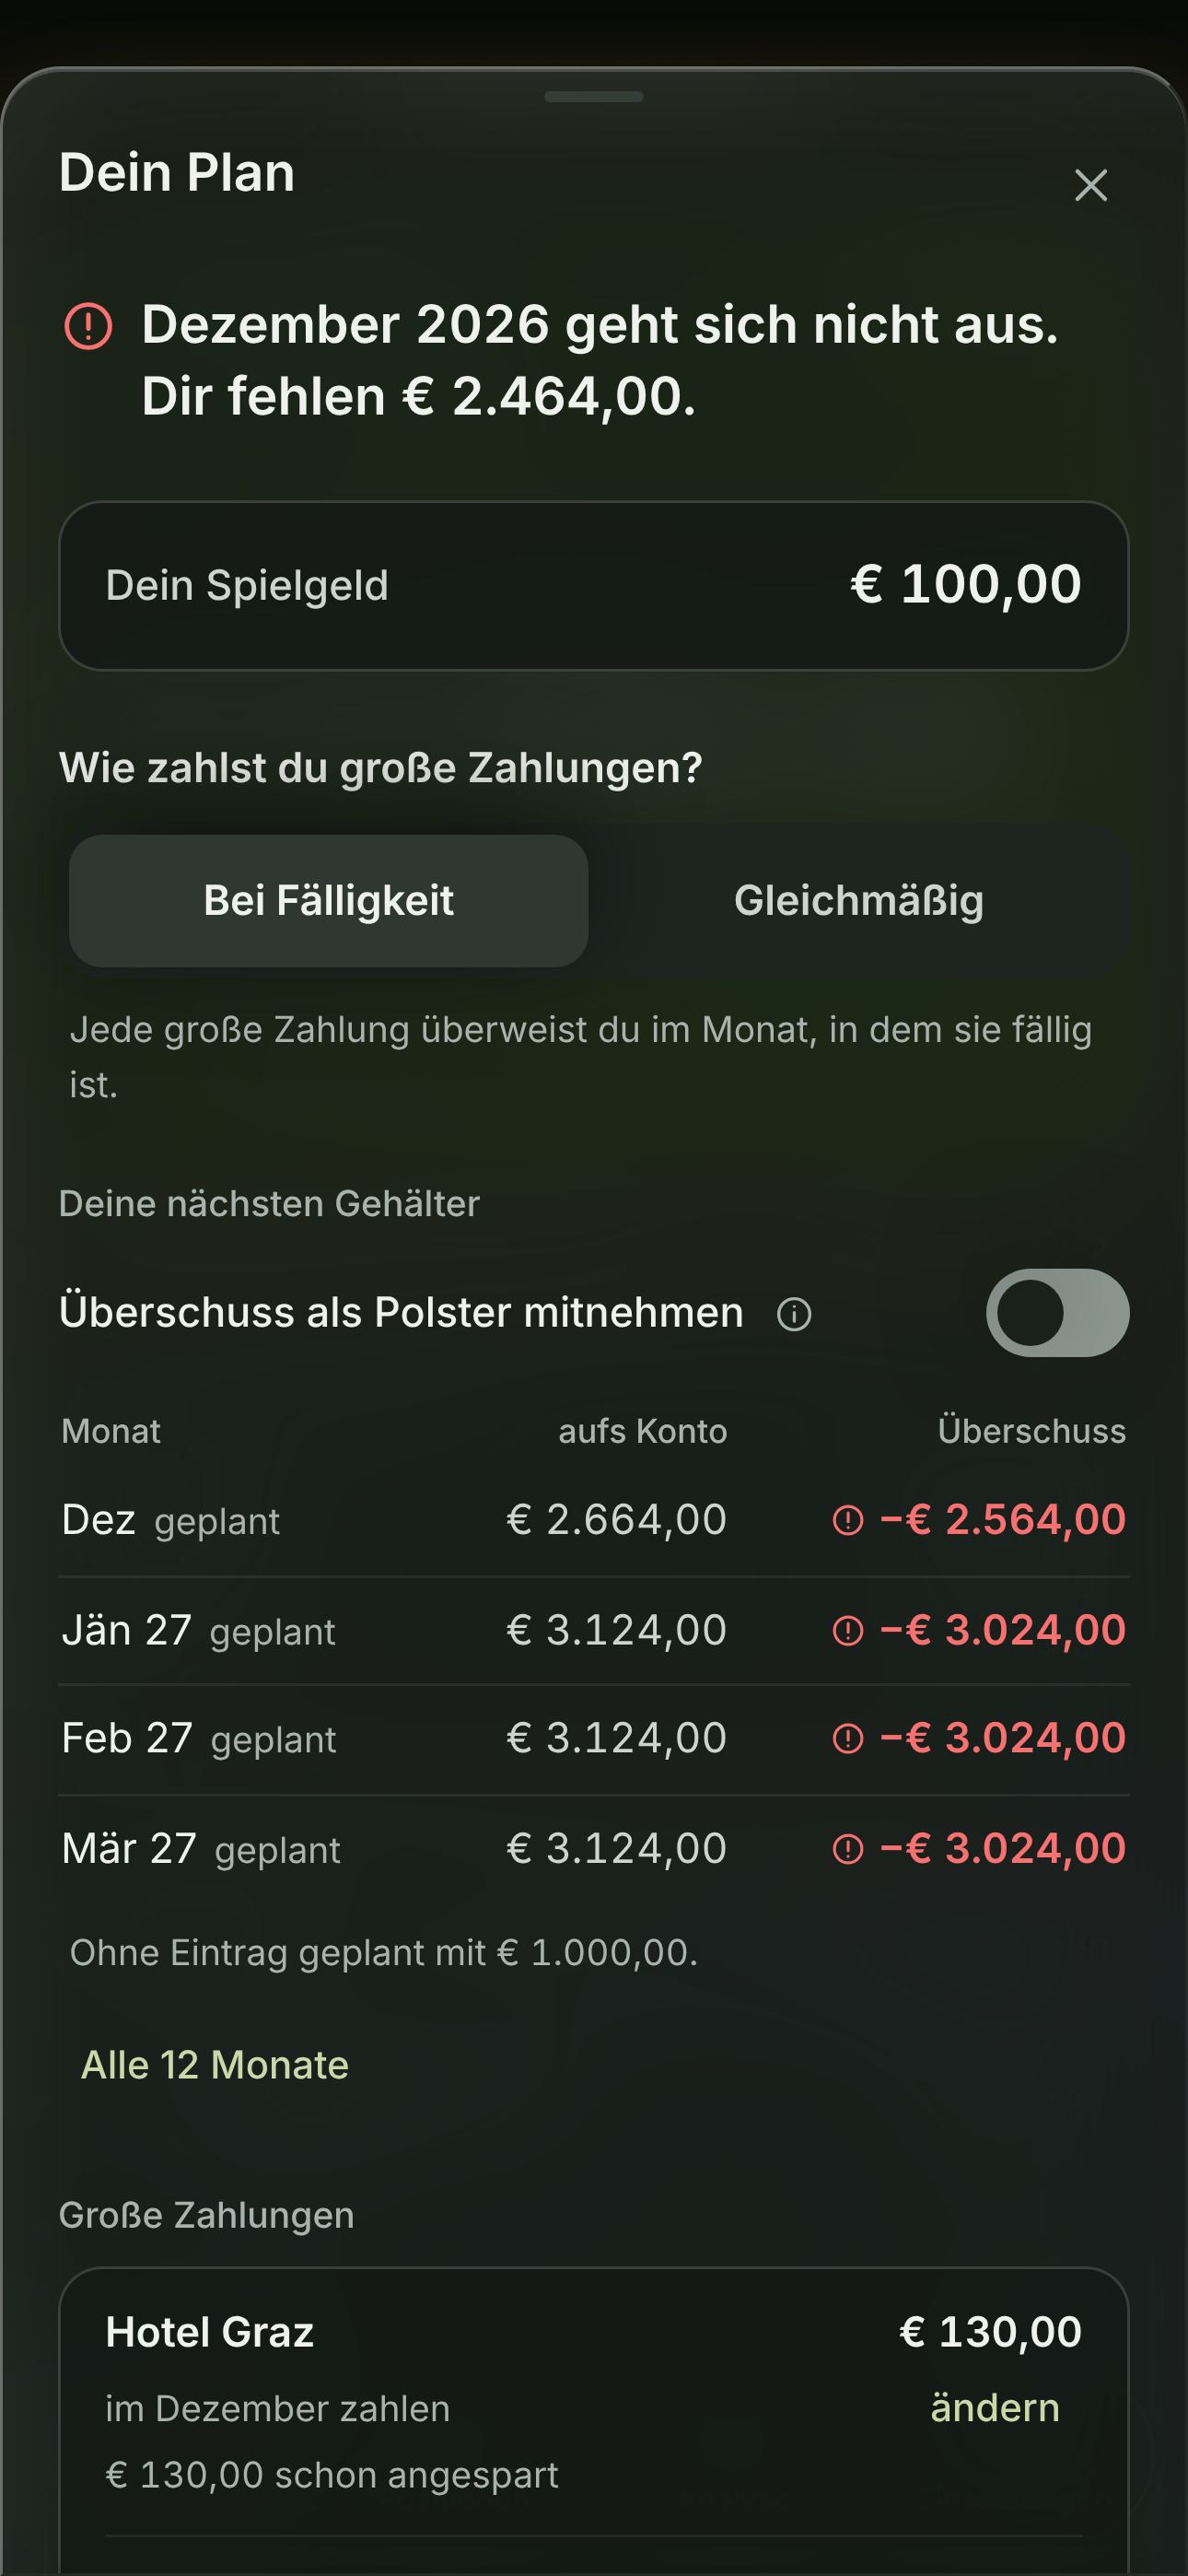 Dein Plan
Dezember 2026 geht sich nicht aus.
Dir fehlen € 2.464,00.
Dein Spielgeld € 100,00
Wie zahlst du große Zahlungen?
Bei Fälligkeit Gleichmäßig
Jede große Zahlung überweist du im Monat, in dem sie fällig
ist.
Deine nächsten Gehälter
Überschuss als Polster mitnehmen
Monat aufs Konto Überschuss
Dez geplant € 2.664,00 −€ 2.564,00
Jän 27 geplant € 3.124,00 −€ 3.024,00
Feb 27 geplant € 3.124,00 −€ 3.024,00
Mär 27 geplant € 3.124,00 −€ 3.024,00
Ohne Eintrag geplant mit € 1.000,00.
Alle 12 Monate
Große Zahlungen
Hotel Graz € 130,00
im Dezember zahlen ändern
€ 130,00 schon angespart